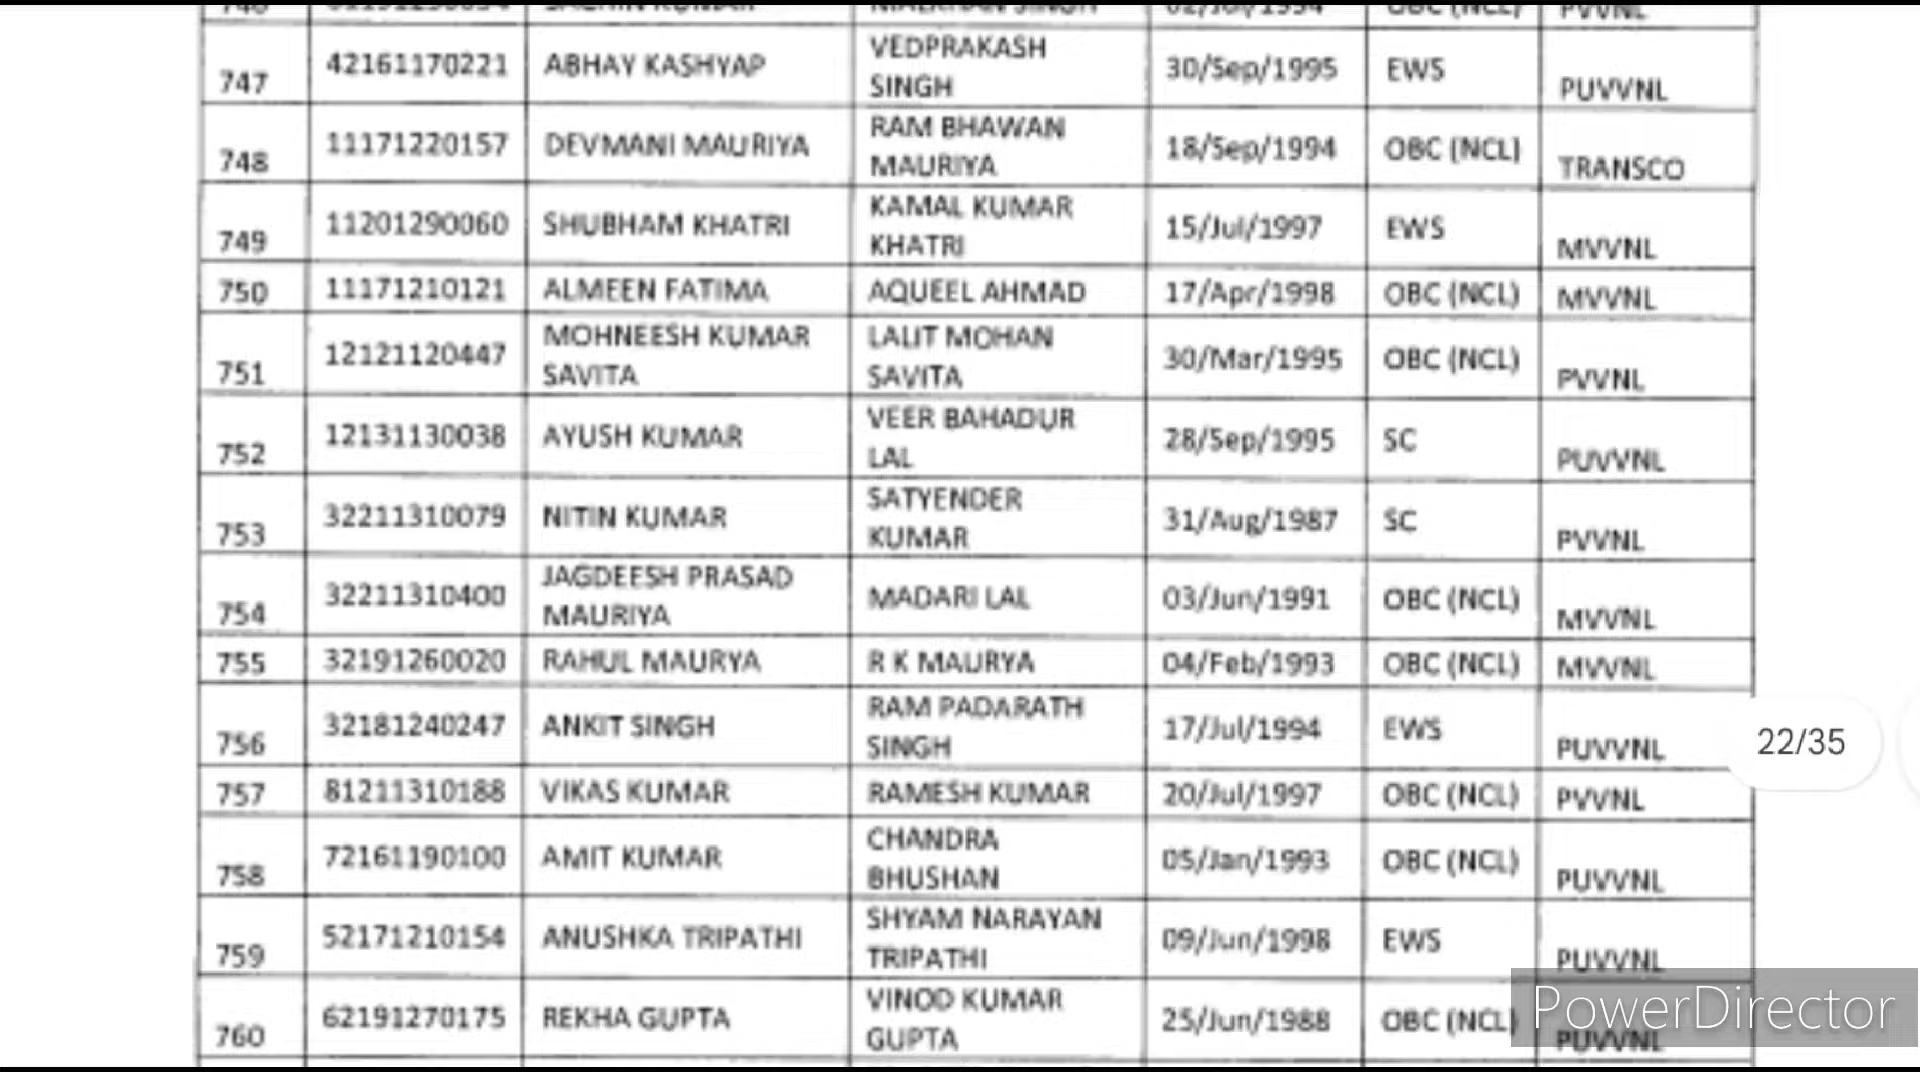 747 42161170221 ABHAY KASHYAP VEDPRAKASH SINGH 30/Sep/1995 EWS PUVVNL
748 11171220157 DEVMANI MAURIYA RAM BHAWAN MAURIYA 18/Sep/1994 OBC (NCL) TRANSCO
749 11201290060 SHUBHAM KHATRI KAMAL KUMAR KHATRI 15/Jul/1997 EWS MVVNL
750 11171210121 ALMEEN FATIMA AQUEEL AHMAD 17/Apr/1998 OBC (NCL) MVVNL
751 12121120447 MOHNEESH KUMAR SAVITA LALIT MOHAN SAVITA 30/Mar/1995 OBC (NCL) PVVNL
752 12131130038 AYUSH KUMAR VEER BAHADUR LAL 28/Sep/1995 SC PUVVNL
753 32211310079 NITIN KUMAR SATYENDER KUMAR 31/Aug/1987 SC PVVNL
754 32211310400 JAGDEESH PRASAD MAURIYA MADARI LAL 03/Jun/1991 OBC (NCL) MVVNL
755 32191260020 RAHUL MAURYA R K MAURYA 04/Feb/1993 OBC (NCL) MVVNL
756 32181240247 ANKIT SINGH RAM PADARATH SINGH 17/Jul/1994 EWS PUVVNL
22/35
757 81211310188 VIKAS KUMAR RAMESH KUMAR 20/Jul/1997 OBC (NCL) PVVNL
758 72161190100 AMIT KUMAR CHANDRA BHUSHAN 05/Jan/1993 OBC (NCL) PUVVNL
759 52171210154 ANUSHKA TRIPATHI SHYAM NARAYAN TRIPATHI 09/Jun/1998 EWS PUVVNL
760 62191270175 REKHA GUPTA VINOD KUMAR GUPTA 25/Jun/1988 OBC (NCL) PUVVNL
PowerDirector